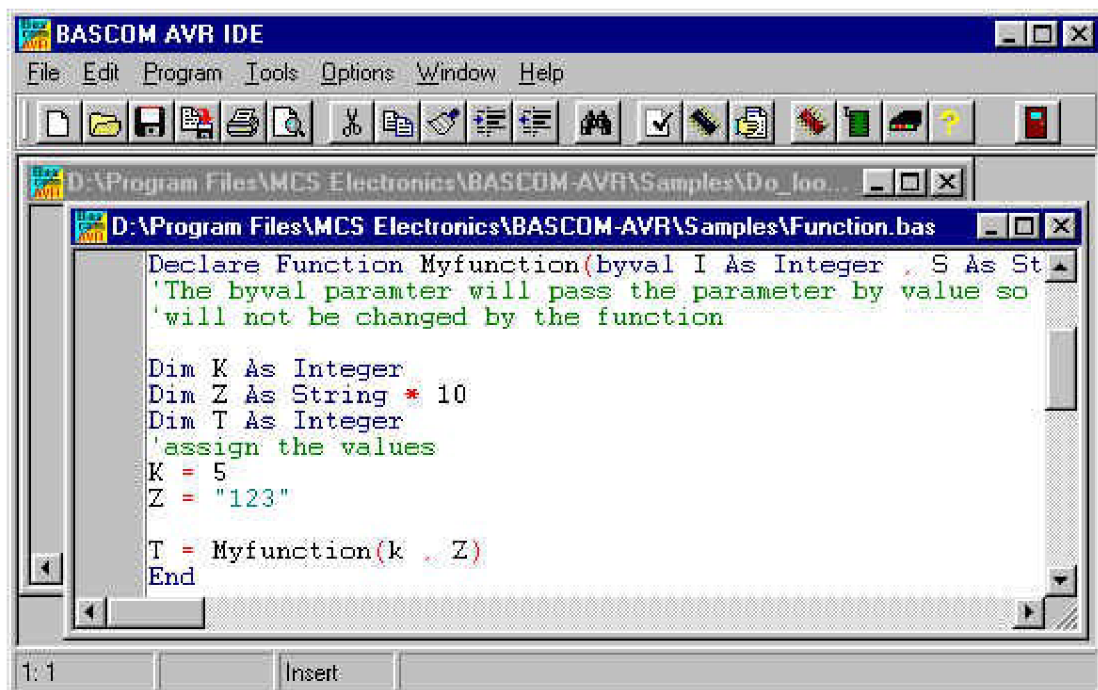 BASCOM AVR IDE
File Edit Program Tools Options Window Help
D:\Program Files\MCS Electronics\BASCOM-AVR\Samples\Do_loo...
D:\Program Files\MCS Electronics\BASCOM-AVR\Samples\Function.bas
Declare Function Myfunction(byval I As Integer , S As St
'The byval paramter will pass the parameter by value so
'will not be changed by the function
Dim K As Integer
Dim Z As String * 10
Dim T As Integer
'assign the values
K = 5
Z = "123"
T = Myfunction(k , Z)
End
1: 1
Insert